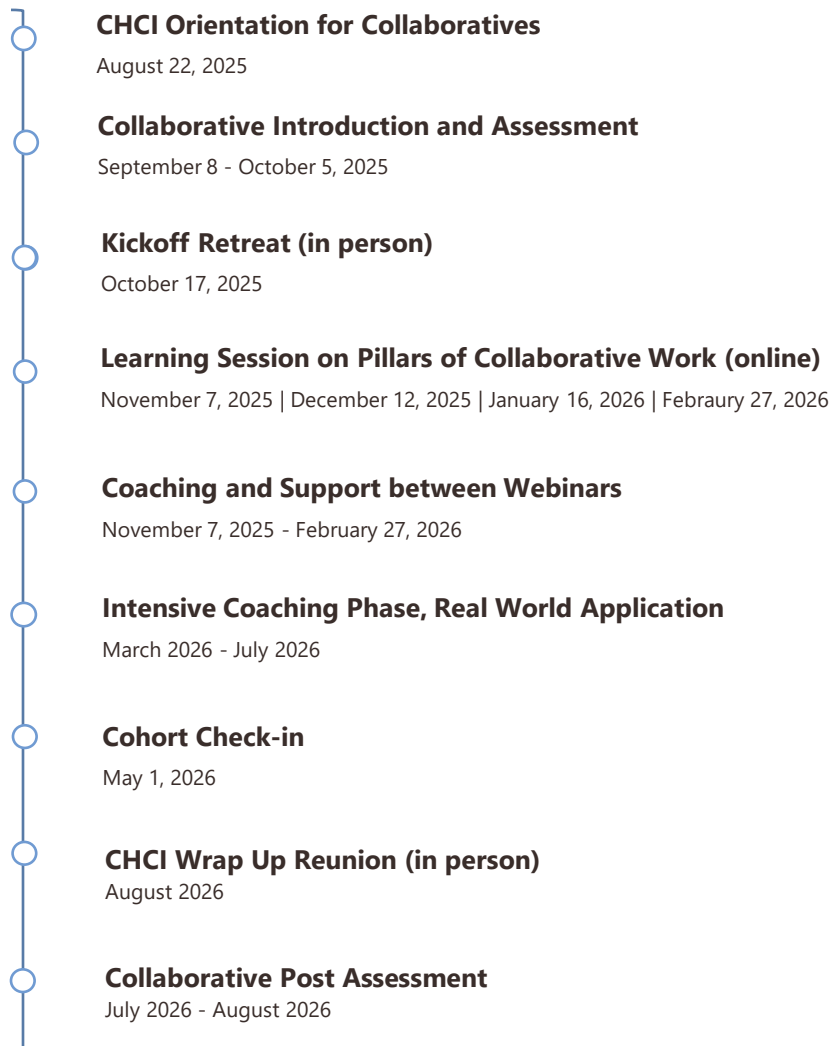 CHCI Orientation for Collaboratives
August 22, 2025
Collaborative Introduction and Assessment
September 8 - October 5, 2025
Kickoff Retreat (in person)
October 17, 2025
Learning Session on Pillars of Collaborative Work (online)
November 7, 2025 | December 12, 2025 | January 16, 2026 | Febraury 27, 2026
Coaching and Support between Webinars
November 7, 2025 - February 27, 2026
Intensive Coaching Phase, Real World Application
March 2026 - July 2026
Cohort Check-in
May 1, 2026
CHCI Wrap Up Reunion (in person)
August 2026
Collaborative Post Assessment
July 2026 - August 2026